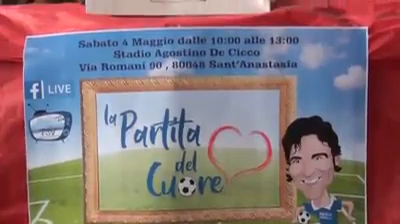 Sabato 4 Maggio dalle 10:00 alle 13:00
Stadio Agostino De Cicco
Via Romani 90 , 80048 Sant'Anastasia
f LIVE
la Partita
del
Cuore